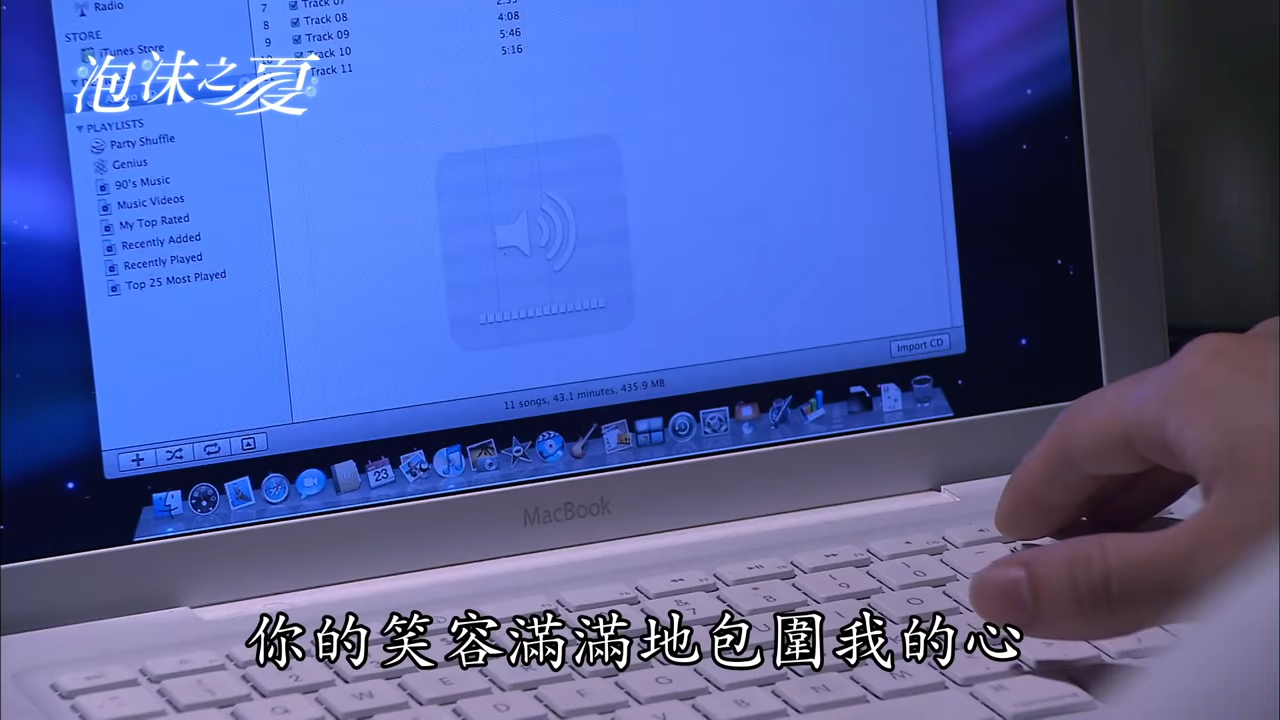 Radio
STORE
iTunes Store
泡沫之夏
PLAYLISTS
Party Shuffle
Genius
90's Music
Music Videos
My Top Rated
Recently Added
Recently Played
Top 25 Most Played
7 Track 07
8 Track 08 4:08
9 Track 09 5:46
10 Track 10 5:16
Track 11
Import CD
11 songs, 43.1 minutes, 435.9 MB
23
MacBook
你的笑容滿滿地包圍我的心